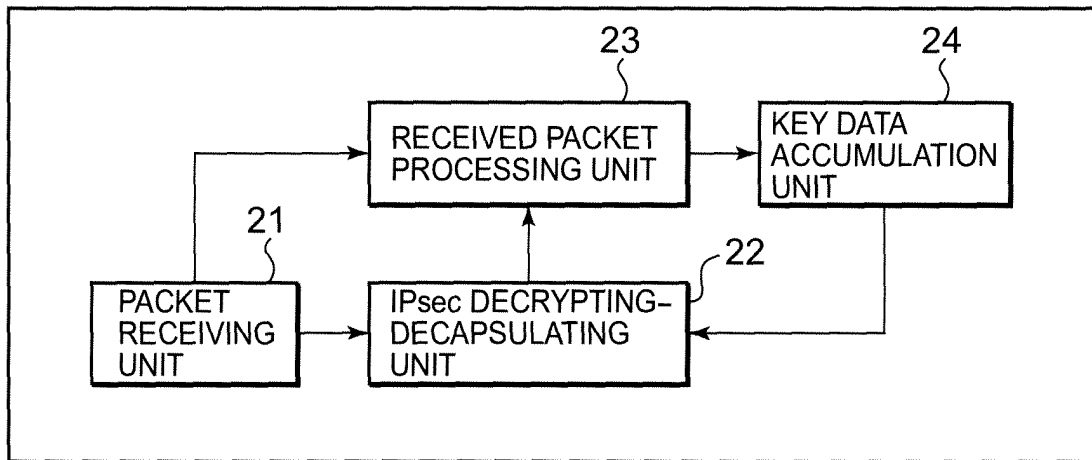 23
24
RECEIVED PACKET
PROCESSING UNIT
KEY DATA
ACCUMULATION
UNIT
21
22
PACKET
RECEIVING
UNIT
IPsec DECRYPTING–
DECAPSULATING
UNIT